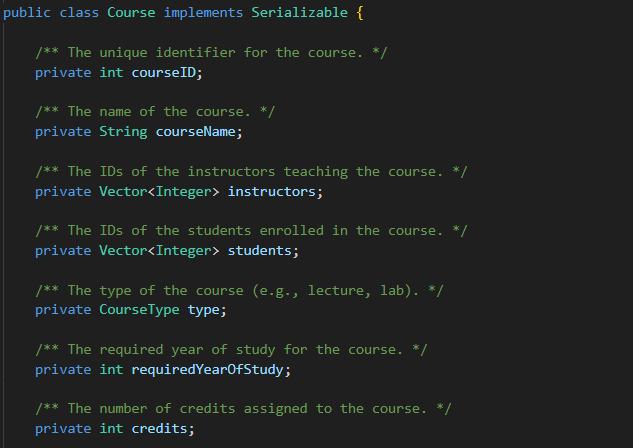 public class Course implements Serializable {
/** The unique identifier for the course. */
private int courseID;
/** The name of the course. */
private String courseName;
/** The IDs of the instructors teaching the course. */
private Vector<Integer> instructors;
/** The IDs of the students enrolled in the course. */
private Vector<Integer> students;
/** The type of the course (e.g., lecture, lab). */
private CourseType type;
/** The required year of study for the course. */
private int requiredYearOfStudy;
/** The number of credits assigned to the course. */
private int credits;